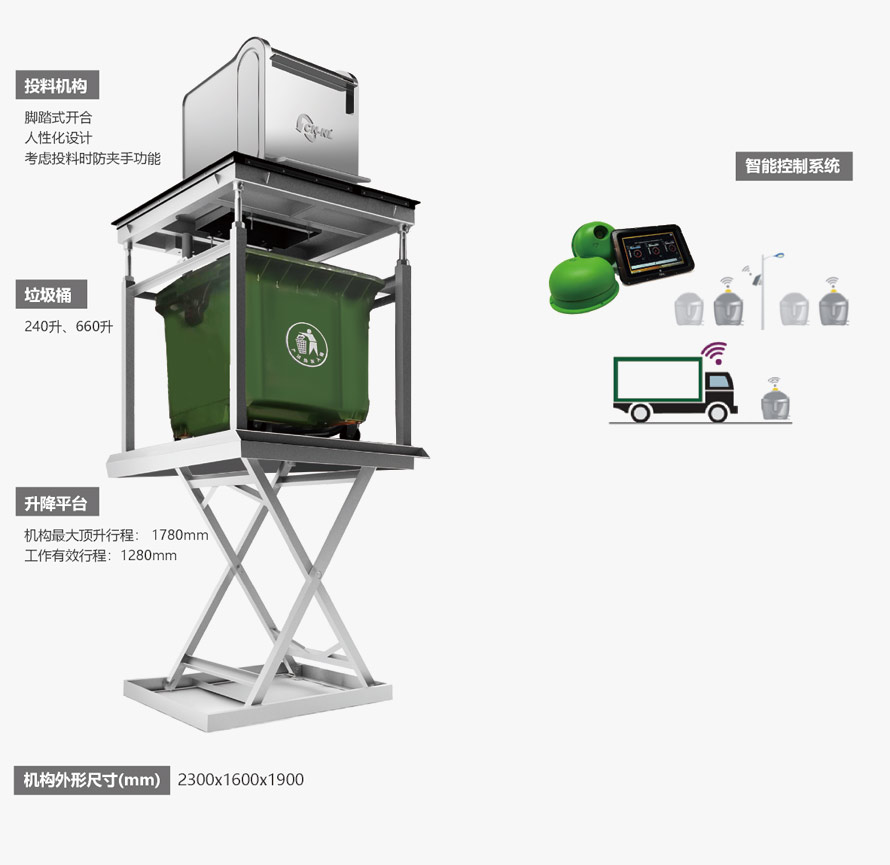 投料机构
脚踏式开合
人性化设计
考虑投料时防夹手功能
智能控制系统
垃圾桶
240升、660升
升降平台
机构最大顶升行程： 1780mm
工作有效行程：1280mm
机构外形尺寸(mm) 2300x1600x1900